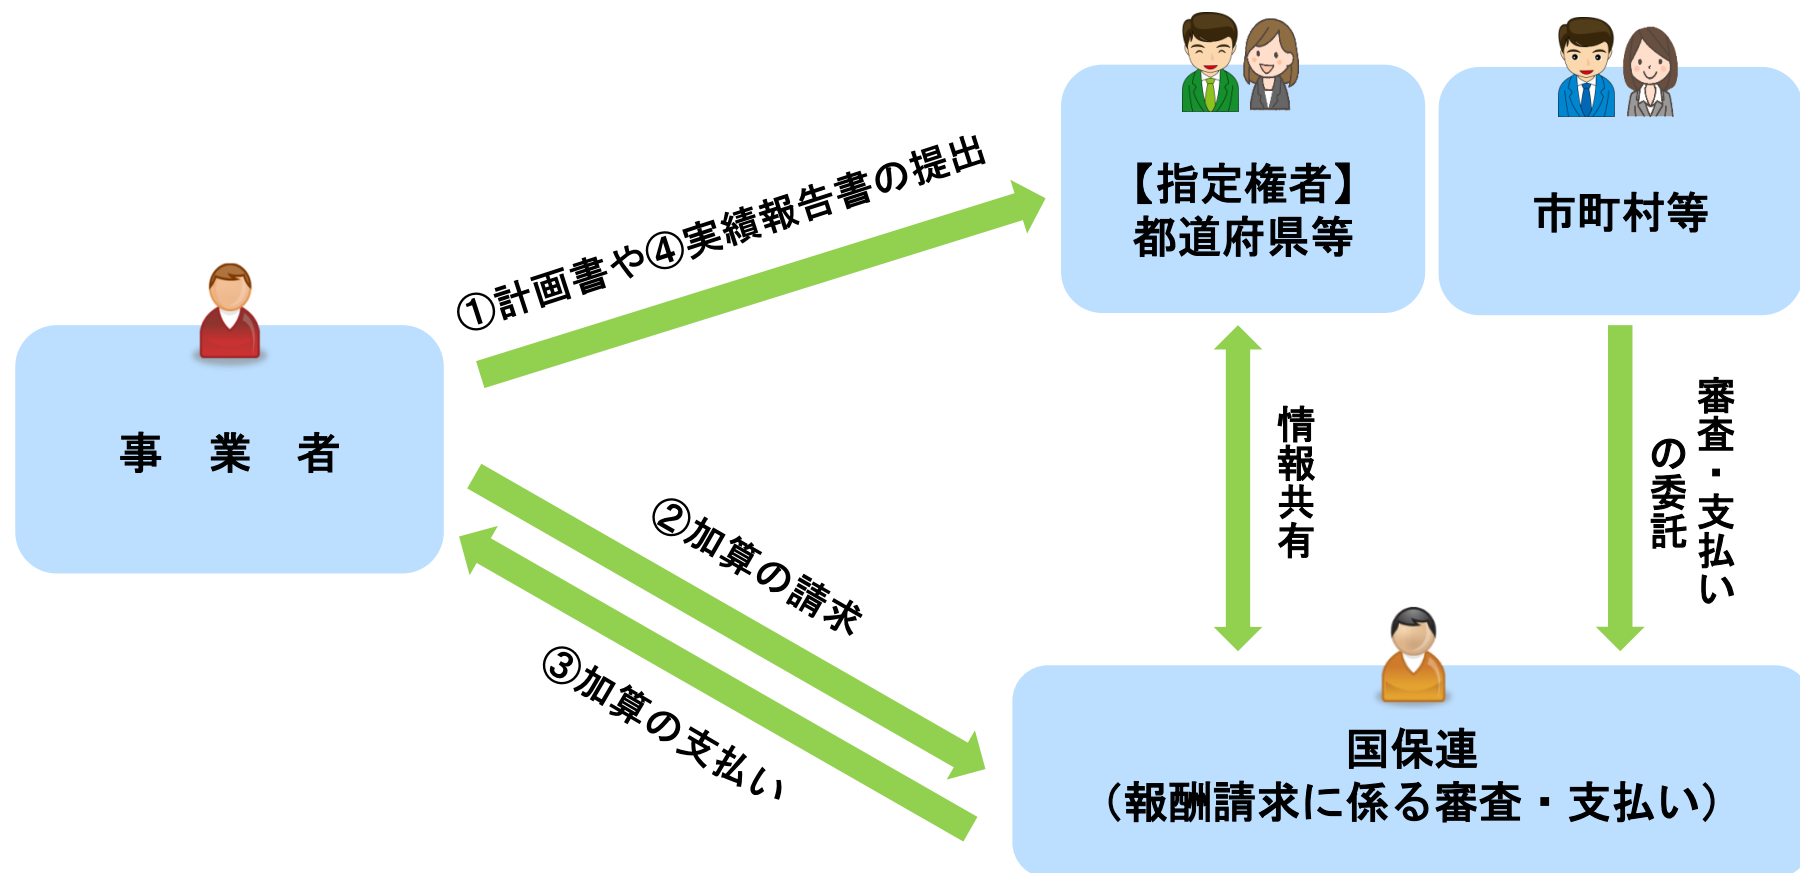 【指定権者】
都道府県等
市町村等
①計画書や④実績報告書の提出
事　業　者
情報共有
審査・支払い
の委託
②加算の請求
③加算の支払い
国保連
（報酬請求に係る審査・支払い）